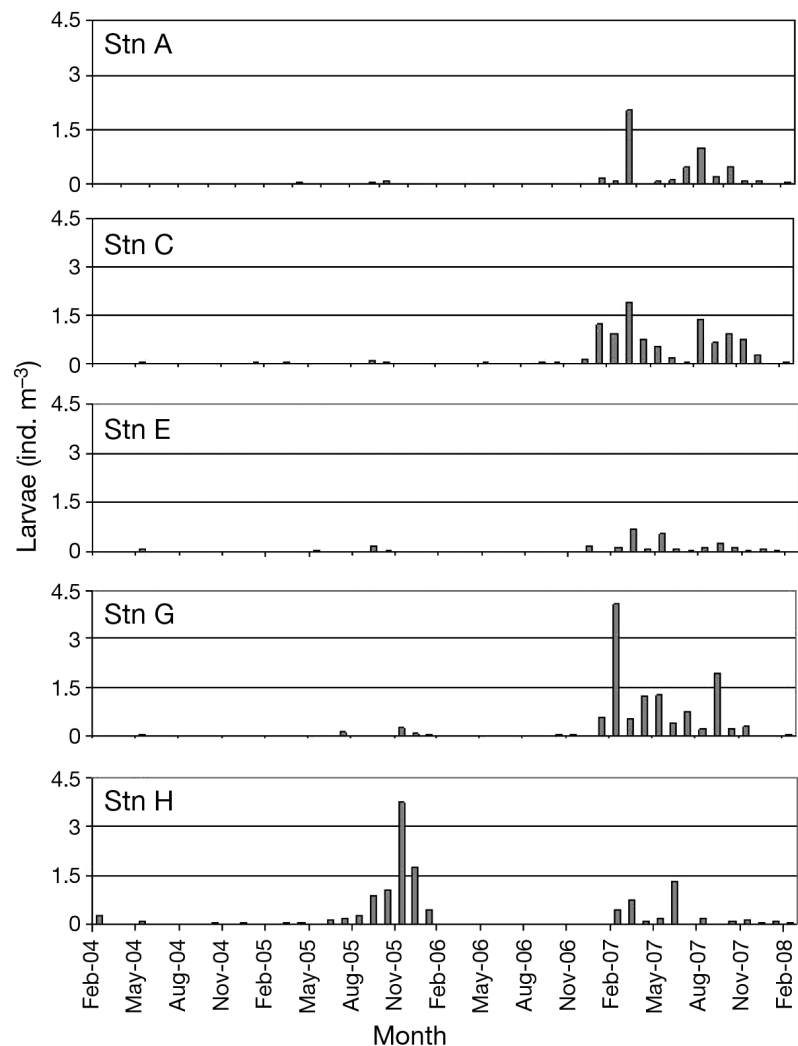 Larvae (ind. m⁻³)
4.5
Stn A
3
1.5
0
4.5
Stn C
3
1.5
0
4.5
Stn E
3
1.5
0
4.5
Stn G
3
1.5
0
4.5
Stn H
3
1.5
0
Feb-04 May-04 Aug-04 Nov-04 Feb-05 May-05 Aug-05 Nov-05 Feb-06 May-06 Aug-06 Nov-06 Feb-07 May-07 Aug-07 Nov-07 Feb-08
Month